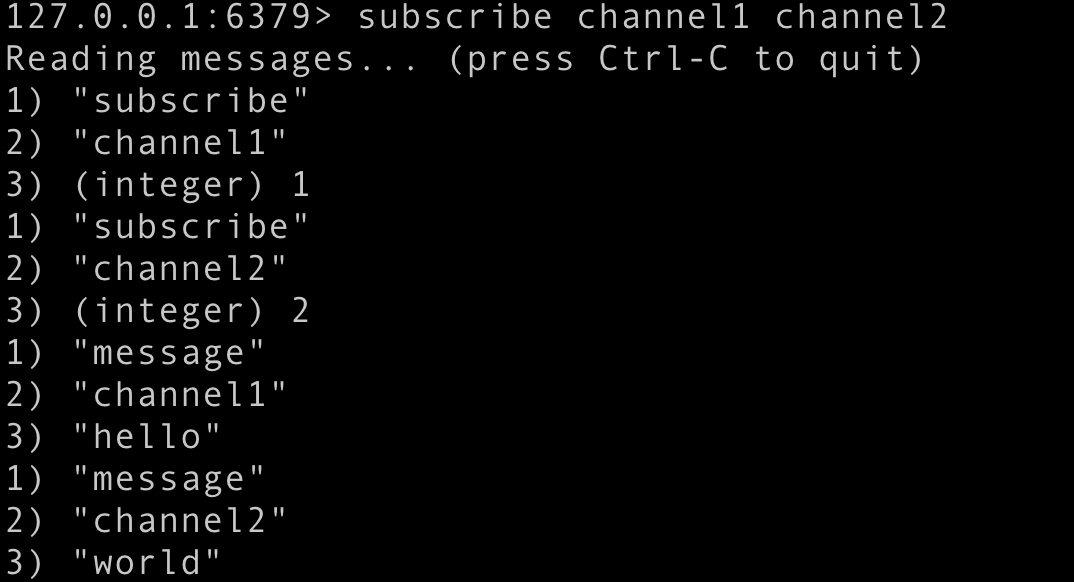 127.0.0.1:6379> subscribe channel1 channel2
Reading messages... (press Ctrl-C to quit)
1) "subscribe"
2) "channel1"
3) (integer) 1
1) "subscribe"
2) "channel2"
3) (integer) 2
1) "message"
2) "channel1"
3) "hello"
1) "message"
2) "channel2"
3) "world"